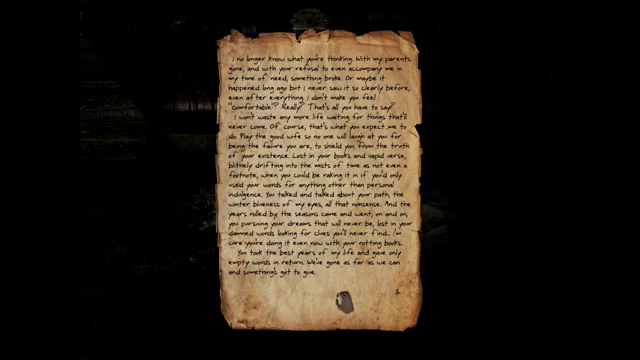 I no longer know what you're thinking. With my parents
gone, and with your refusal to even accompany me in
my time of need, something broke. Or maybe it
happened long ago but I never saw it so clearly before,
even after everything. I don't make you feel
"comfortable"? Really? That's all you have to say?
I won't waste any more life waiting for things that'll
never come. Of course, that's what you expect me to
do. Play the good wife so no one will laugh at you for
being the failure you are, to shield you from the truth
of your existence. Lost in your books and vapid verse,
blithely drifting into the mists of time as not even a
footnote, when you could be raking it in if you'd only
used your words for anything other than personal
indulgence. You talked and talked about your path, the
winter blueness of my eyes, all that nonsense. And the
years rolled by the seasons came and went, on and on,
you pursuing your dreams that will never be, lost in your
damned words looking for clues you'll never find... I'm
sure you're doing it even now with your rotting books.
You took the best years of my life and gave only
empty words in return. We've gone as far as we can
and something's got to give.
S.